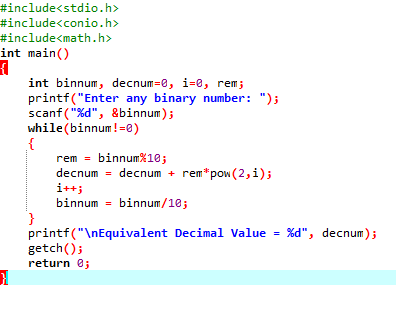 #include<stdio.h>
#include<conio.h>
#include<math.h>
int main()
{
    int binnum, decnum=0, i=0, rem;
    printf("Enter any binary number: ");
    scanf("%d", &binnum);
    while(binnum!=0)
    {
        rem = binnum%10;
        decnum = decnum + rem*pow(2,i);
        i++;
        binnum = binnum/10;
    }
    printf("\nEquivalent Decimal Value = %d", decnum);
    getch();
    return 0;
}